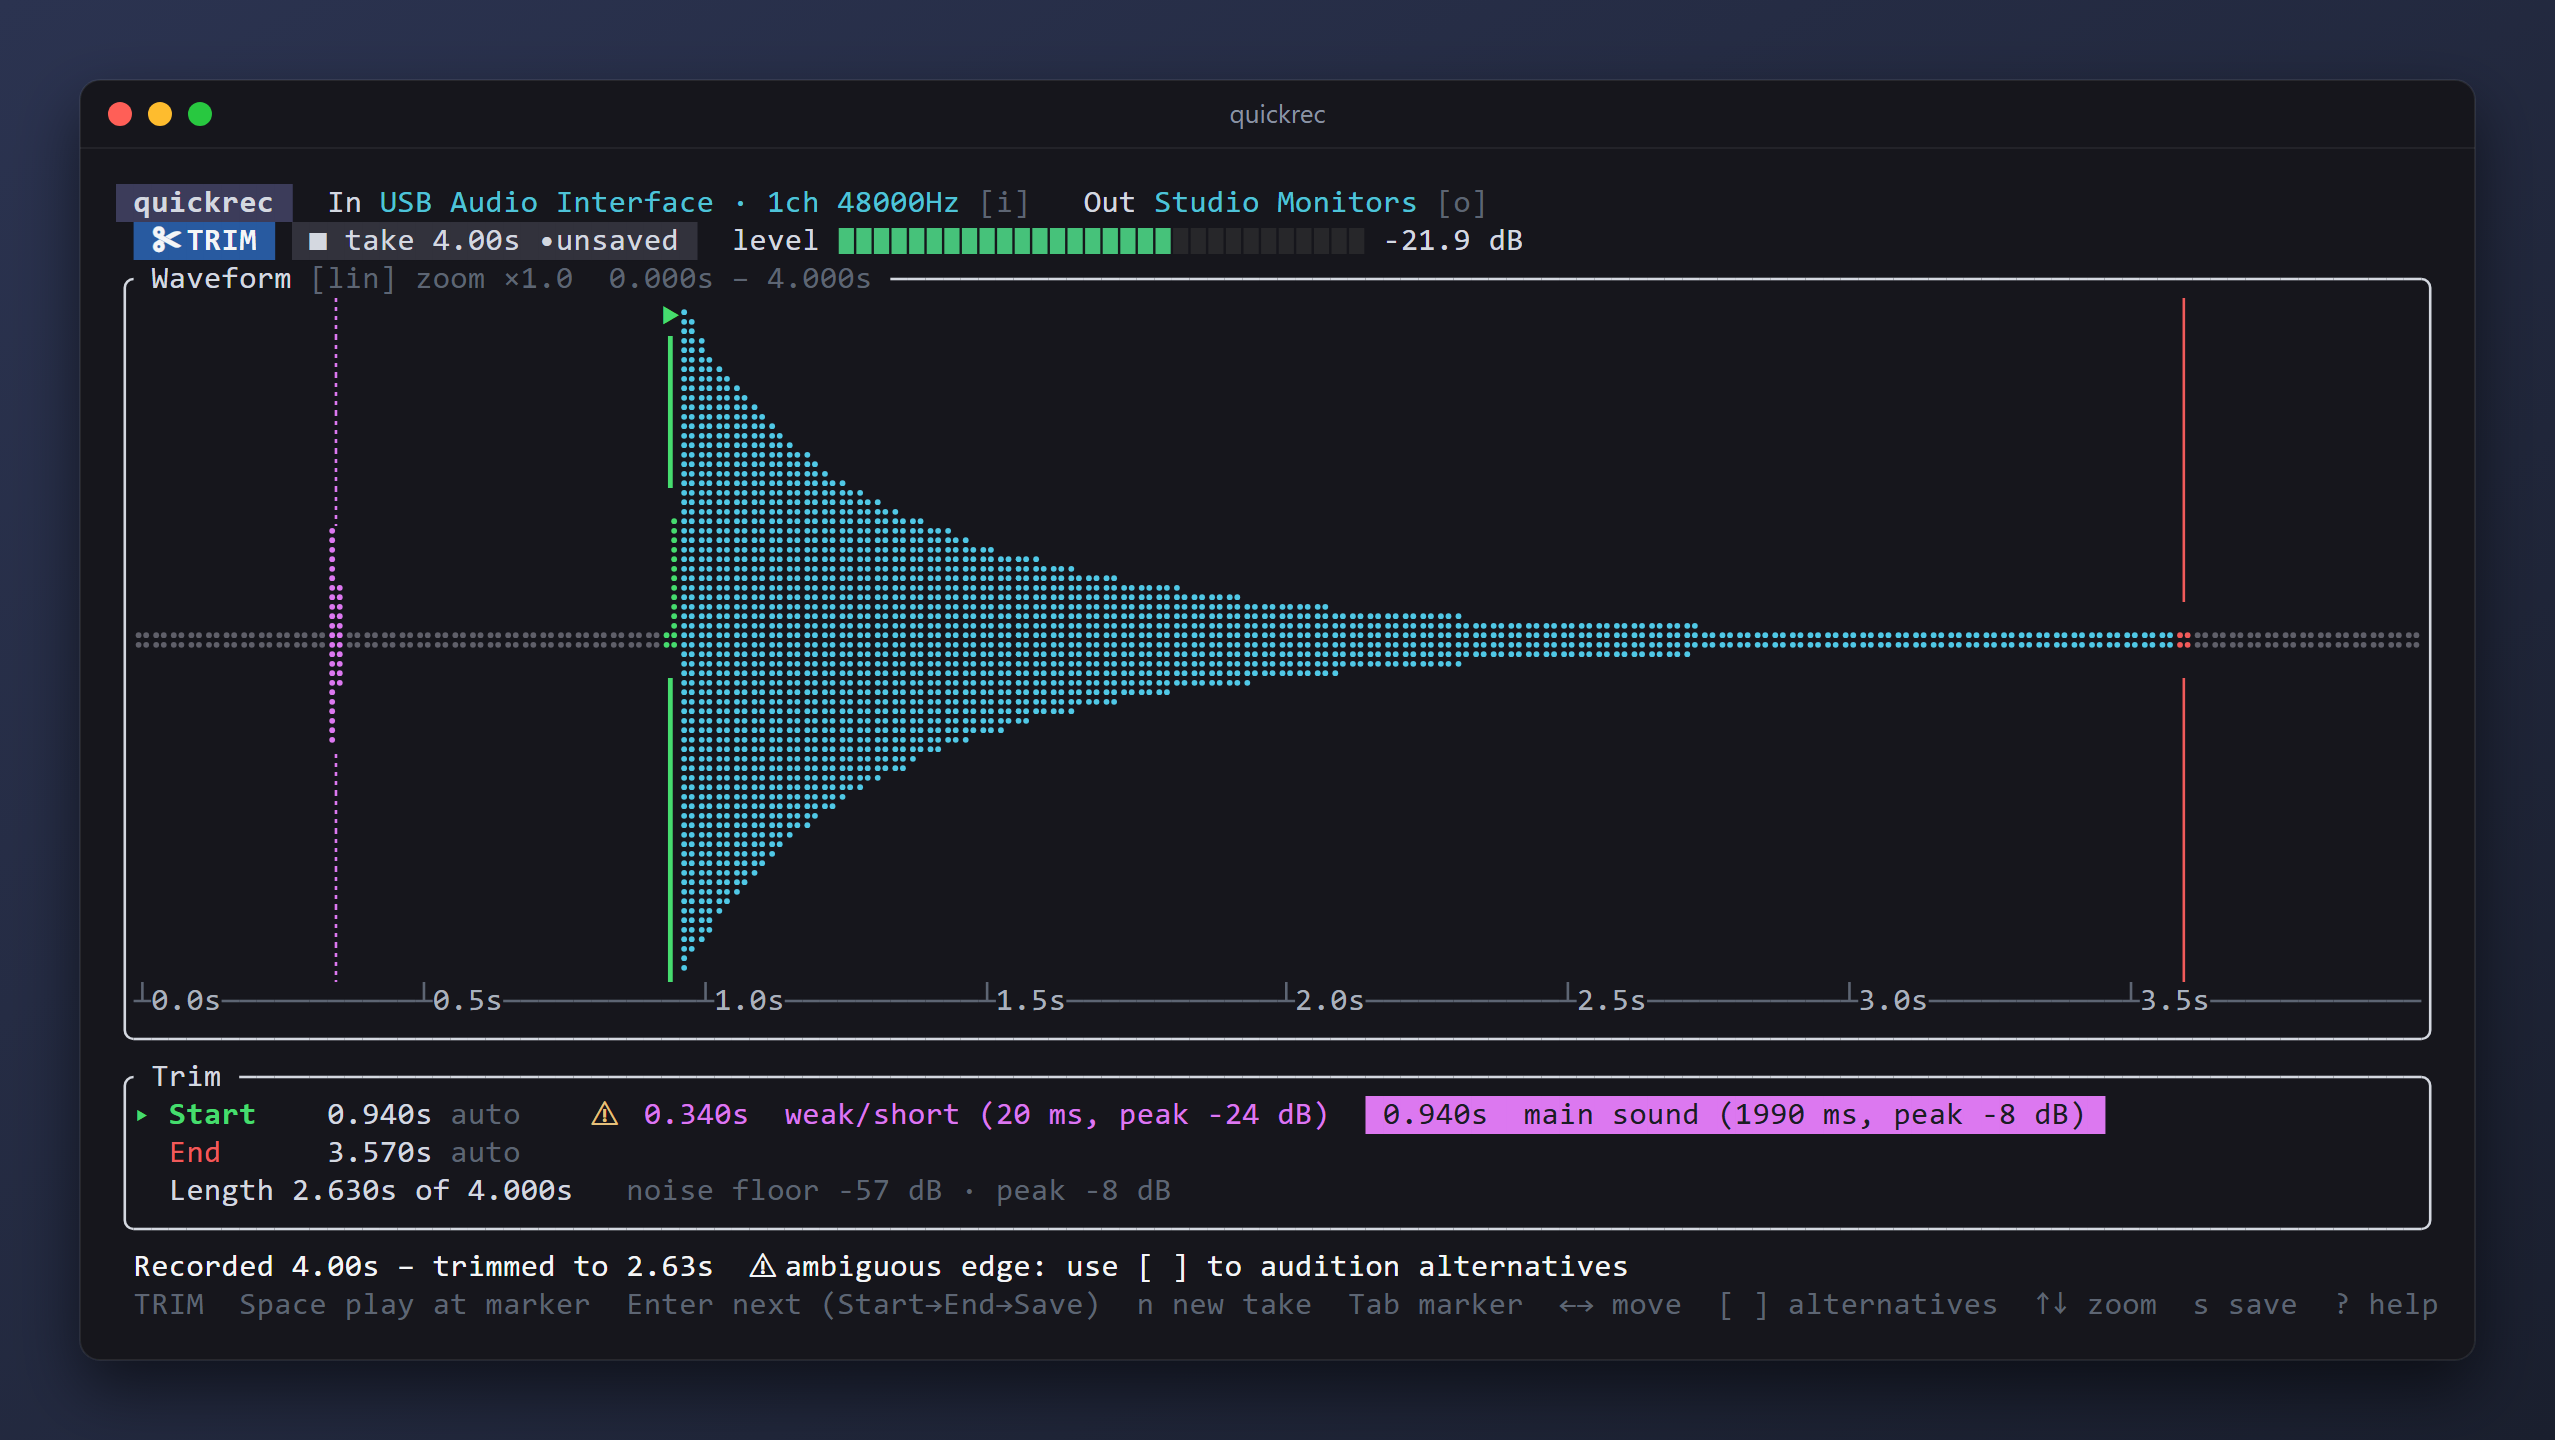 quickrec
quickrec In USB Audio Interface · 1ch 48000Hz [i] Out Studio Monitors [o]
✂TRIM ■ take 4.00s •unsaved level -21.9 dB
Waveform [lin] zoom ×1.0 0.000s – 4.000s
0.0s 0.5s 1.0s 1.5s 2.0s 2.5s 3.0s 3.5s
Trim
▸ Start 0.940s auto ⚠ 0.340s weak/short (20 ms, peak -24 dB) 0.940s main sound (1990 ms, peak -8 dB)
End 3.570s auto
Length 2.630s of 4.000s noise floor -57 dB · peak -8 dB
Recorded 4.00s – trimmed to 2.63s ⚠ ambiguous edge: use [ ] to audition alternatives
TRIM Space play at marker Enter next (Start→End→Save) n new take Tab marker ←→ move [ ] alternatives ↑↓ zoom s save ? help